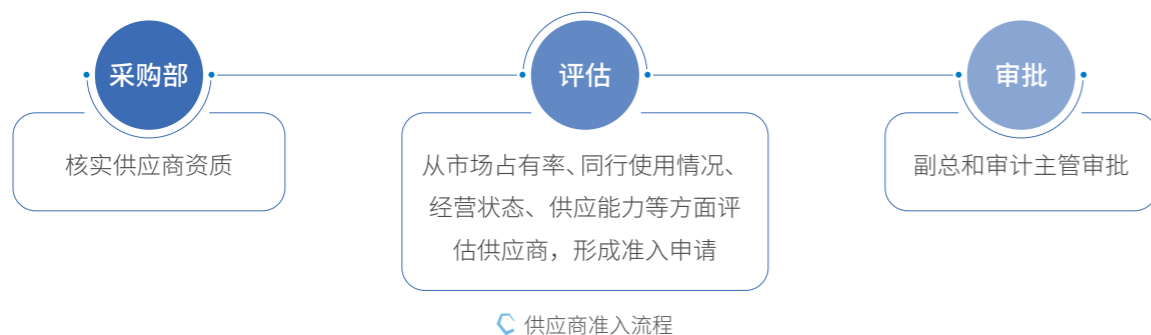 采购部
核实供应商资质
评估
从市场占有率、同行使用情况、
经营状态、供应能力等方面评
估供应商，形成准入申请
审批
副总和审计主管审批
供应商准入流程